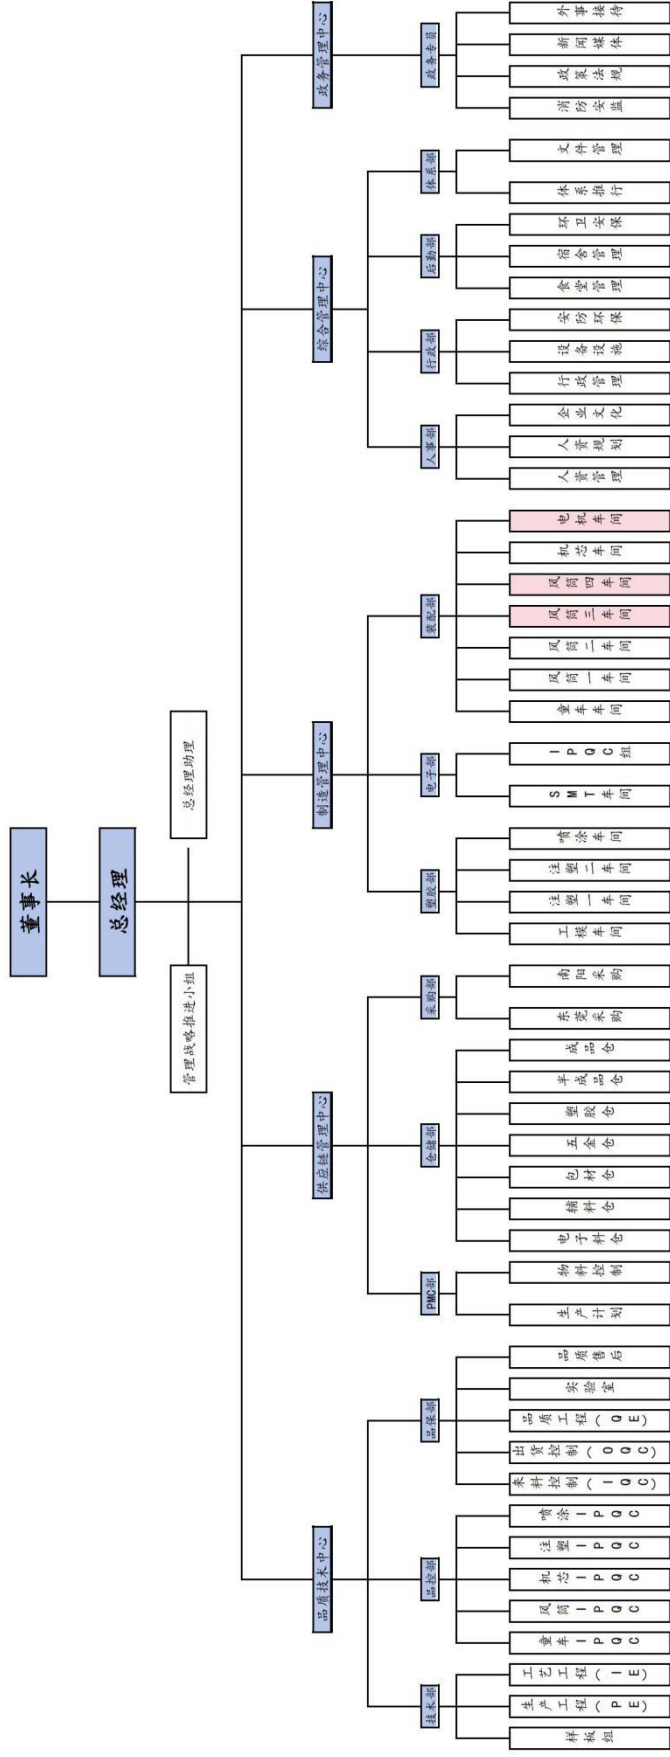 董事长
总经理
管理战略推进小组
总经理助理
品质技术中心
供应链管理中心
制造管理中心
综合管理中心
政务管理中心
技术部
品控部
品保部
PMC部
仓储部
采购部
塑胶部
电子部
装配部
人事部
行政部
后勤部
体系部
政务专员
样板组
生产工程(PE)
工艺工程(IE)
童车IPQC
风筒IPQC
机芯IPQC
注塑IPQC
喷涂IPQC
来料控制(IQC)
出货控制(OQC)
品质工程(QE)
实验室
品质售后
生产计划
物料控制
电子料仓
辅料仓
包材仓
五金仓
塑胶仓
半成品仓
成品仓
东莞采购
南阳采购
工模车间
注塑一车间
注塑二车间
喷涂车间
SMT车间
IPQC组
童车车间
风筒一车间
风筒二车间
风筒三车间
风筒四车间
机芯车间
电机车间
人资管理
人资规划
企业文化
行政管理
设备设施
安防环保
食堂管理
宿舍管理
环卫安保
体系推行
文件管理
消防安监
政策法规
新闻媒体
外事接待